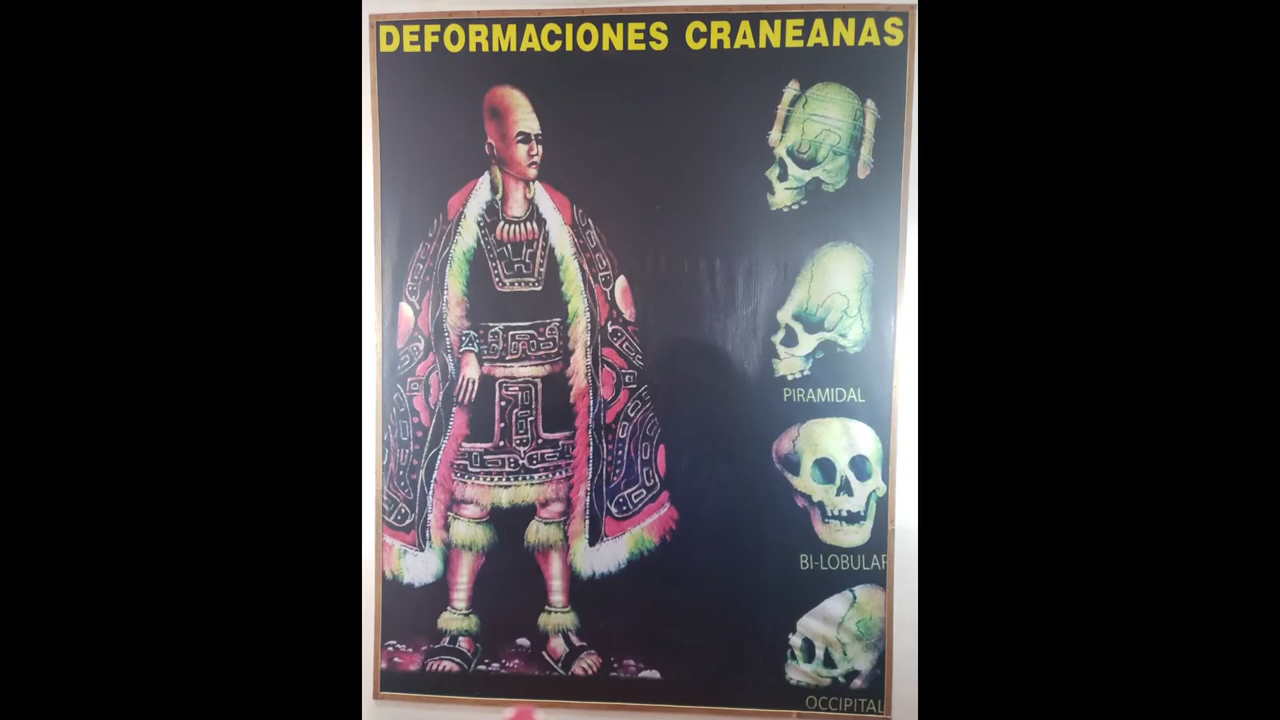 DEFORMACIONES CRANEANAS
PIRAMIDAL
BI-LOBULAR
OCCIPITAL